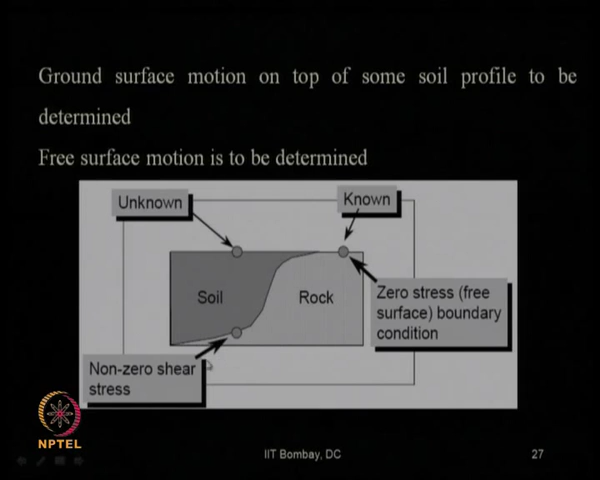 Ground surface motion on top of some soil profile to be
determined
Free surface motion is to be determined
Unknown
Known
Soil
Rock
Zero stress (free
surface) boundary
condition
Non-zero shear
stress
NPTEL
IIT Bombay, DC
27